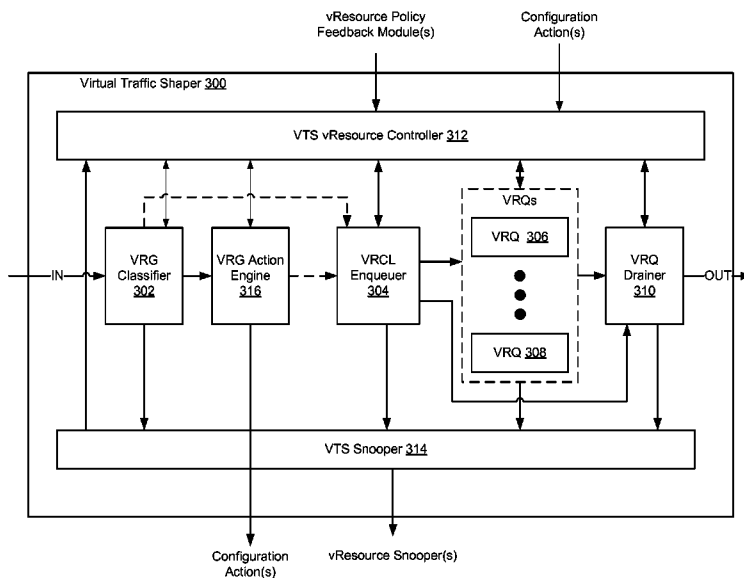 vResource Policy
Feedback Module(s)
Configuration
Action(s)
Virtual Traffic Shaper 300
VTS vResource Controller 312
VRQs
VRG
Classifier
302
VRG Action
Engine
316
VRCL
Enqueuer
304
VRQ 306
VRQ 308
VRQ
Drainer
310
IN
OUT
VTS Snooper 314
Configuration
Action(s)
vResource Snooper(s)